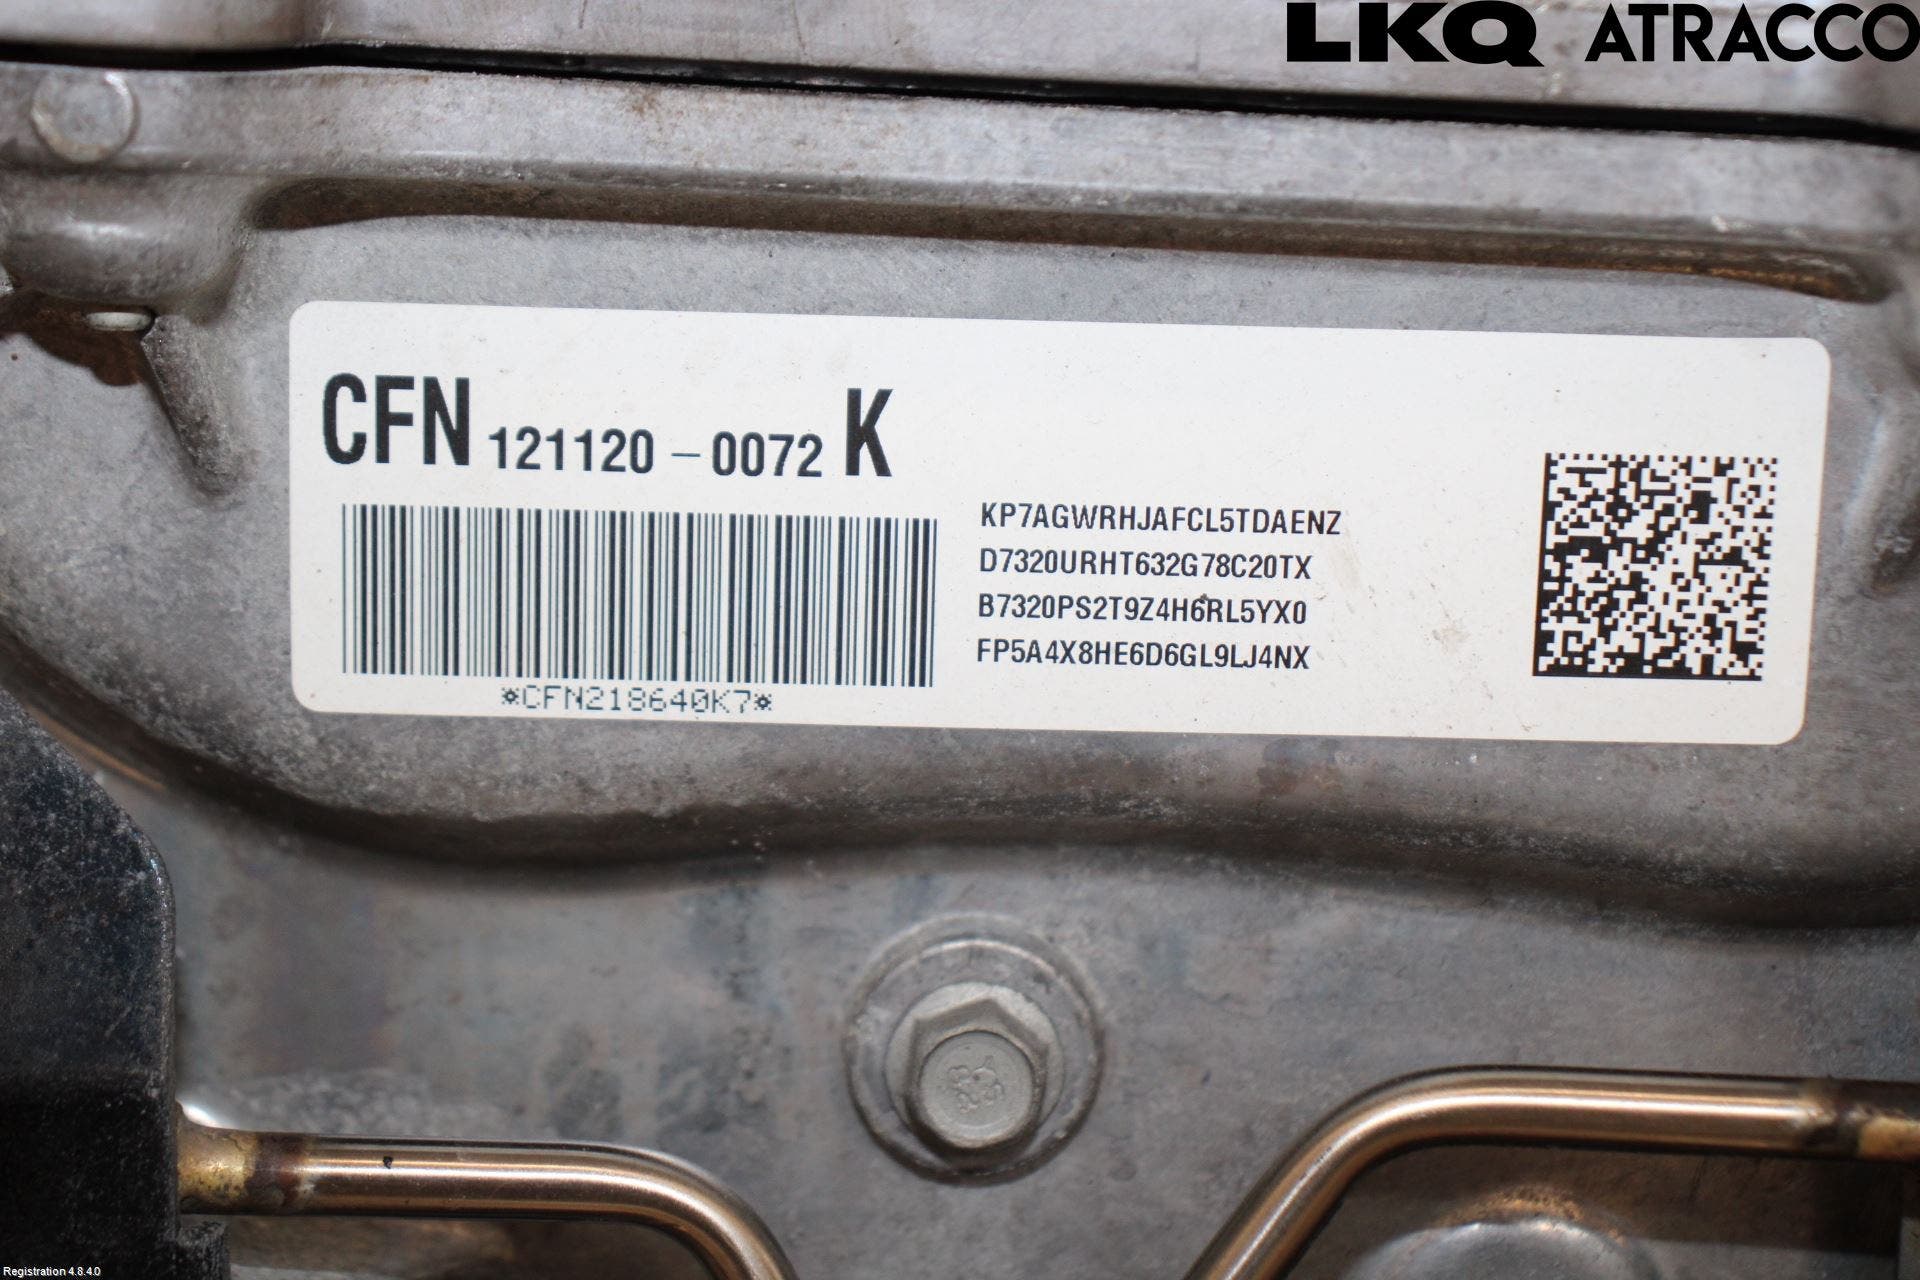 LKQ ATRACCO
CFN 121120 - 0072 K
KP7AGWRHJAFCL5TDAENZ
D7320URHT632G78C20TX
B7320PS2T9Z4H6RL5YX0
FP5A4X8HE6D6GL9LJ4NX
*CFN218640K7*
Registration 4.8.4.0